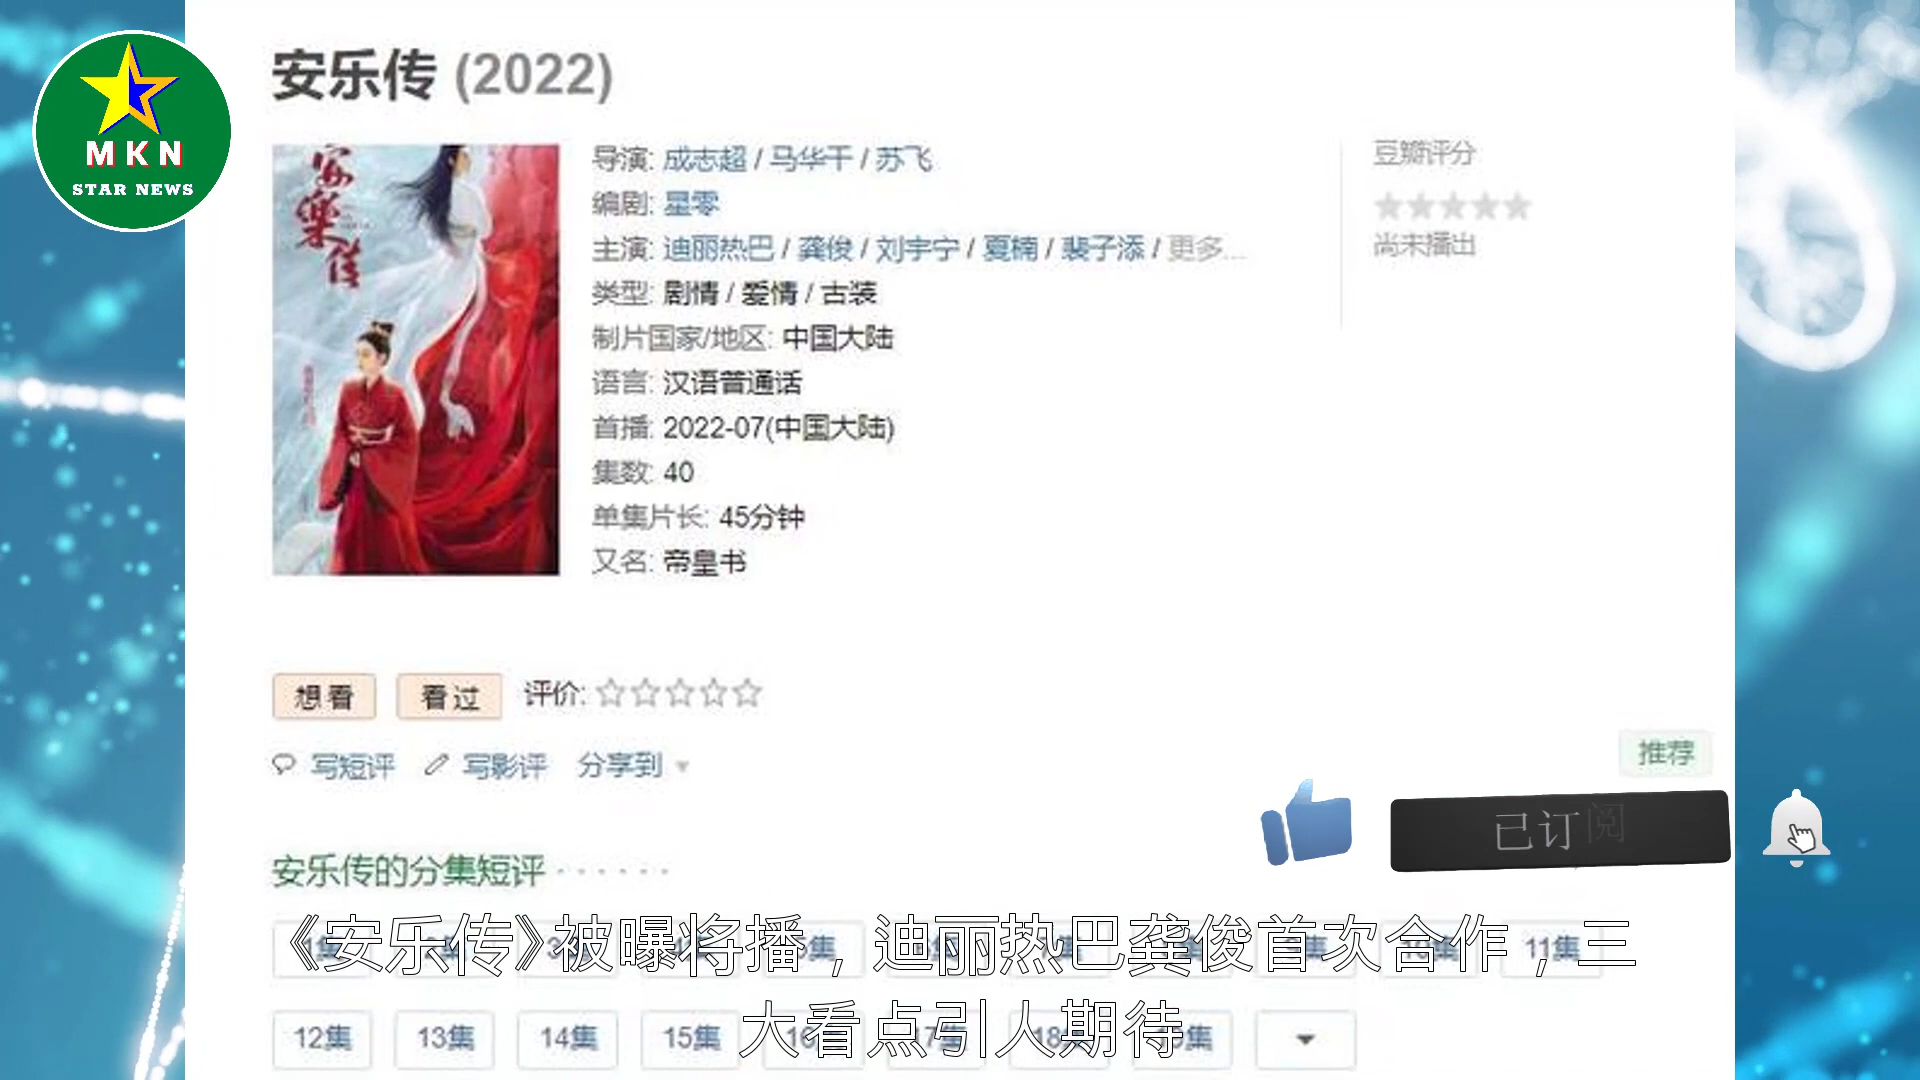 安乐传 (2022)
MKN
STAR NEWS
安樂传
导演: 成志超 / 马华干 / 苏飞
编剧: 星零
主演: 迪丽热巴 / 龚俊 / 刘宇宁 / 夏楠 / 裴子添 / 更多...
类型: 剧情 / 爱情 / 古装
制片国家/地区: 中国大陆
语言: 汉语普通话
首播: 2022-07(中国大陆)
集数: 40
单集片长: 45分钟
又名: 帝皇书
豆瓣评分
尚未播出
想看 看过 评价:
写短评 写影评 分享到
推荐
已订阅
安乐传的分集短评 · · · · · ·
《安乐传》被曝将播，迪丽热巴龚俊首次合作，三
大看点引人期待
11集
12集 13集 14集 15集